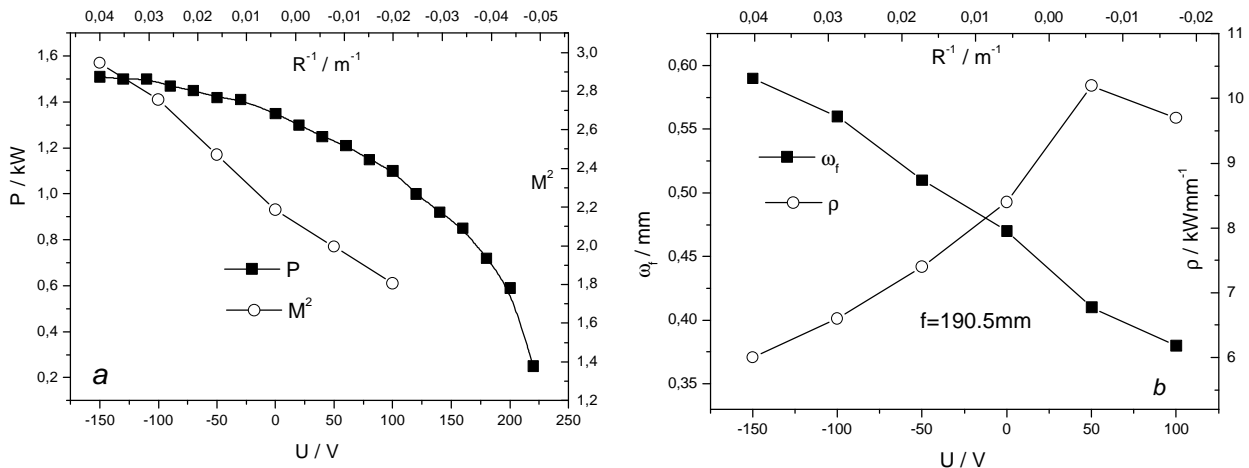 0,04 0,03 0,01 0,00 -0,01 -0,02 -0,04 -0,05
R⁻¹ / m⁻¹
a
P / kW
1,6
1,4
1,2
1,0
0,8
0,6
0,4
0,2
3,0
2,8
2,6
2,4
2,2
2,0
1,8
1,6
1,4
1,2
M²
P
M²
a
-150 -100 -50 0 50 100 150 200 250
U / V
0,04 0,03 0,02 0,01 0,00 -0,01 -0,02
R⁻¹ / m⁻¹
b
ω_f / mm
0,60
0,55
0,50
0,45
0,40
0,35
11
10
9
8
7
6
ρ / kWmm⁻¹
ω_f
ρ
f=190.5mm
b
-150 -100 -50 0 50 100
U / V